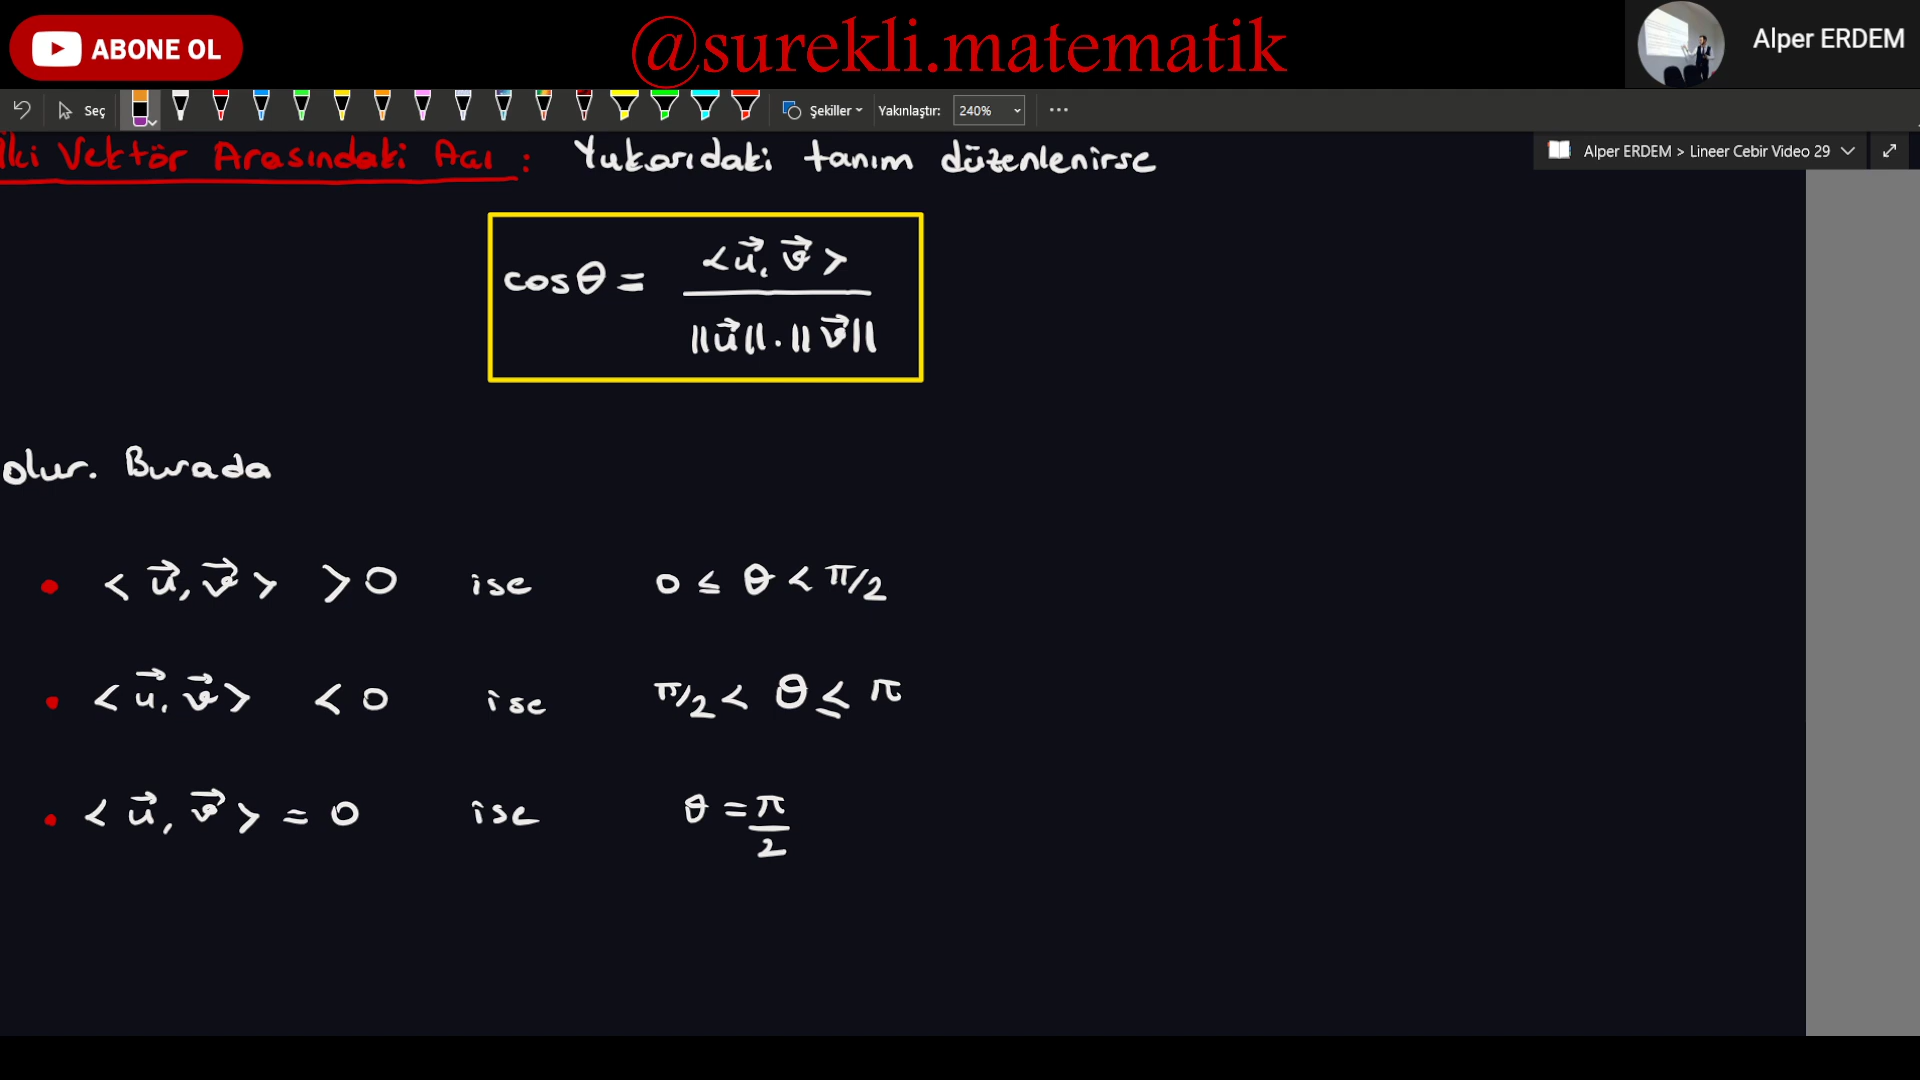 ABONE OL
@surekli.matematik
Alper ERDEM
Seç
Şekiller
Yakınlaştır:
240%
Alper ERDEM > Lineer Cebir Video 29
İki Vektör Arasındaki Açı : Yukarıdaki tanım düzenlenirse
cosθ = <u⃗, v⃗> / ||u⃗||.||v⃗||
olur. Burada
• <u⃗, v⃗> > 0 ise 0 ≤ θ < π/2
• <u⃗, v⃗> < 0 ise π/2 < θ ≤ π
• <u⃗, v⃗> = 0 ise θ = π/2